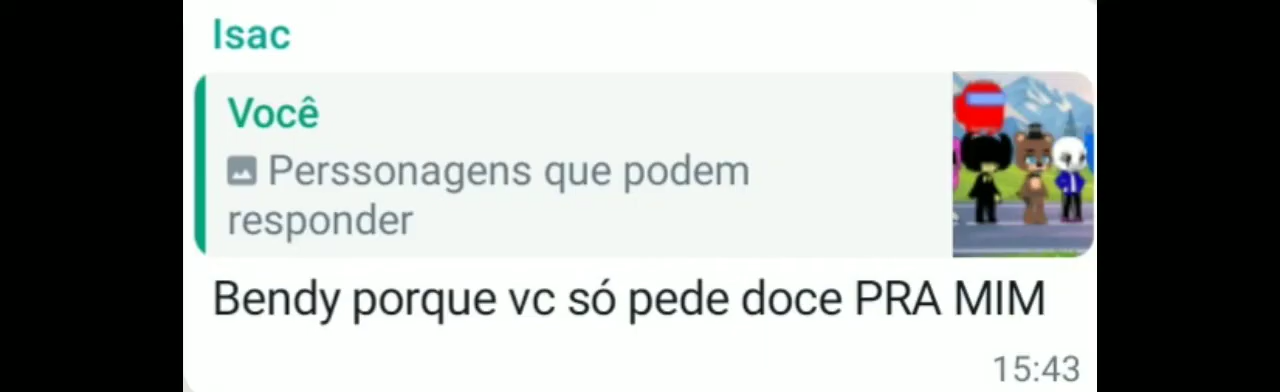 Isac
Você
Perssonagens que podem
responder
Bendy porque vc só pede doce PRA MIM
15:43